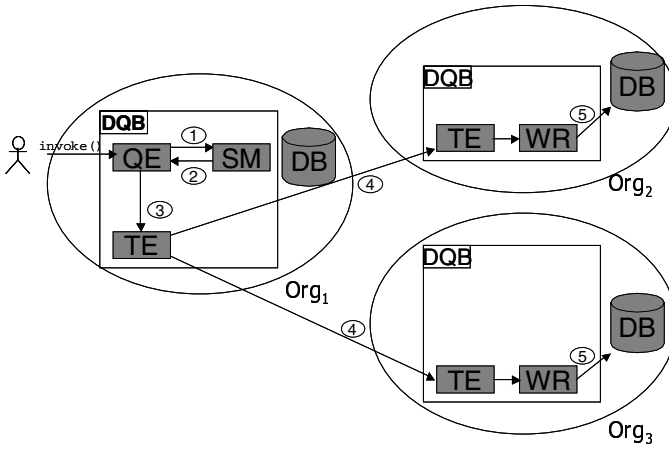 DQB
invoke()
QE
1
SM
2
3
TE
DB
4
4
Org1
DQB
TE
WR
5
DB
Org2
DQB
TE
WR
5
DB
Org3